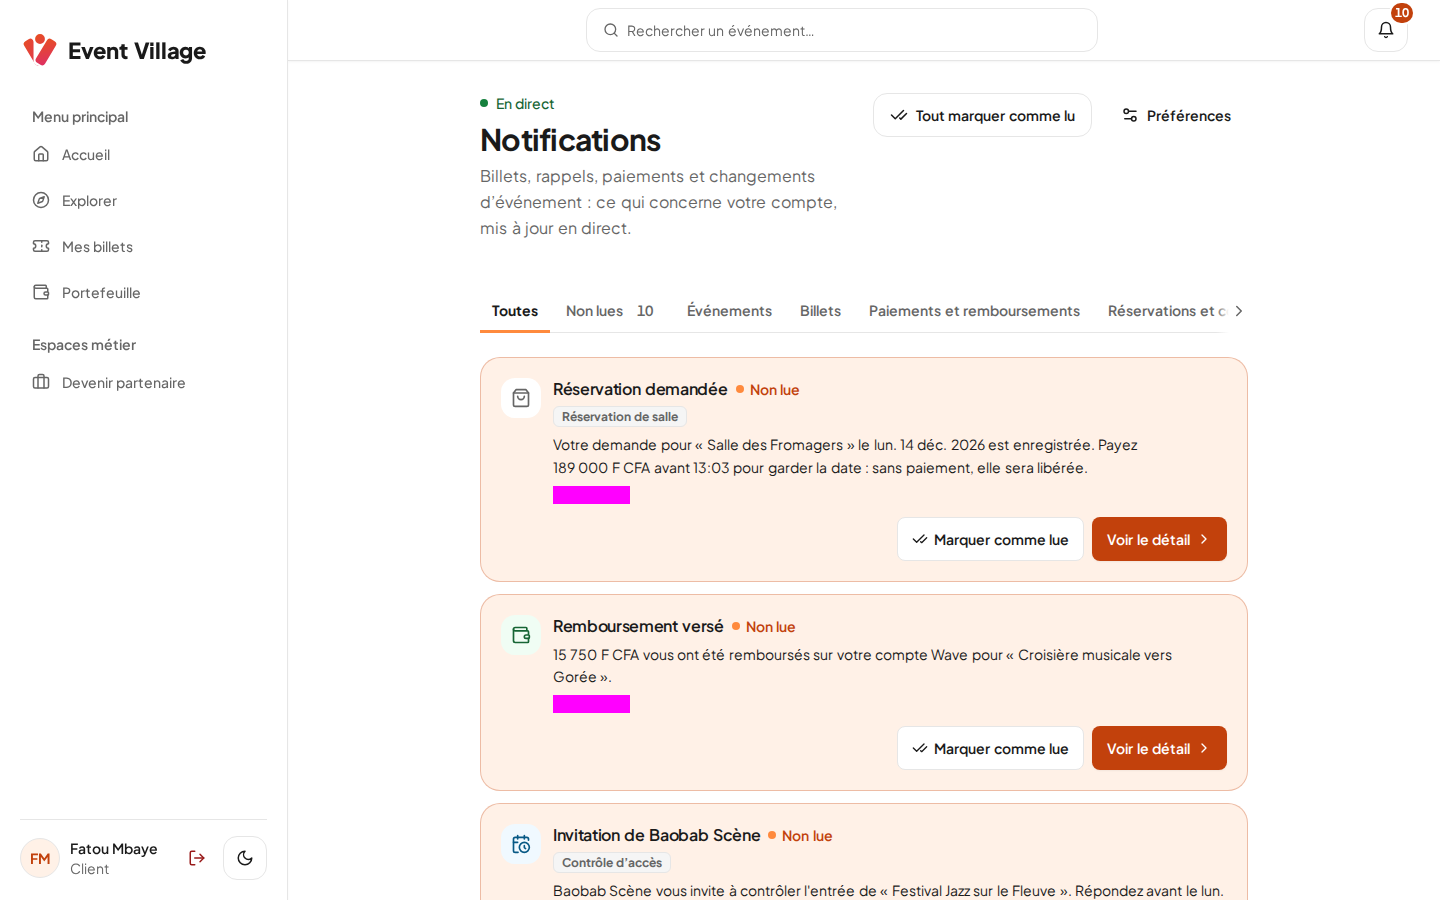 Event Village
Menu principal
Accueil
Explorer
Mes billets
Portefeuille
Espaces métier
Devenir partenaire
FM
Fatou Mbaye
Client
Rechercher un événement…
10
En direct
Notifications
Billets, rappels, paiements et changements
d’événement : ce qui concerne votre compte,
mis à jour en direct.
Tout marquer comme lu
Préférences
Toutes
Non lues 10
Événements
Billets
Paiements et remboursements
Réservations et
Réservation demandée
Non lue
Réservation de salle
Votre demande pour « Salle des Fromagers » le lun. 14 déc. 2026 est enregistrée. Payez
189 000 F CFA avant 13:03 pour garder la date : sans paiement, elle sera libérée.
Marquer comme lue
Voir le détail
Remboursement versé
Non lue
15 750 F CFA vous ont été remboursés sur votre compte Wave pour « Croisière musicale vers
Gorée ».
Marquer comme lue
Voir le détail
Invitation de Baobab Scène
Non lue
Contrôle d’accès
Baobab Scène vous invite à contrôler l’entrée de « Festival Jazz sur le Fleuve ». Répondez avant le lun.